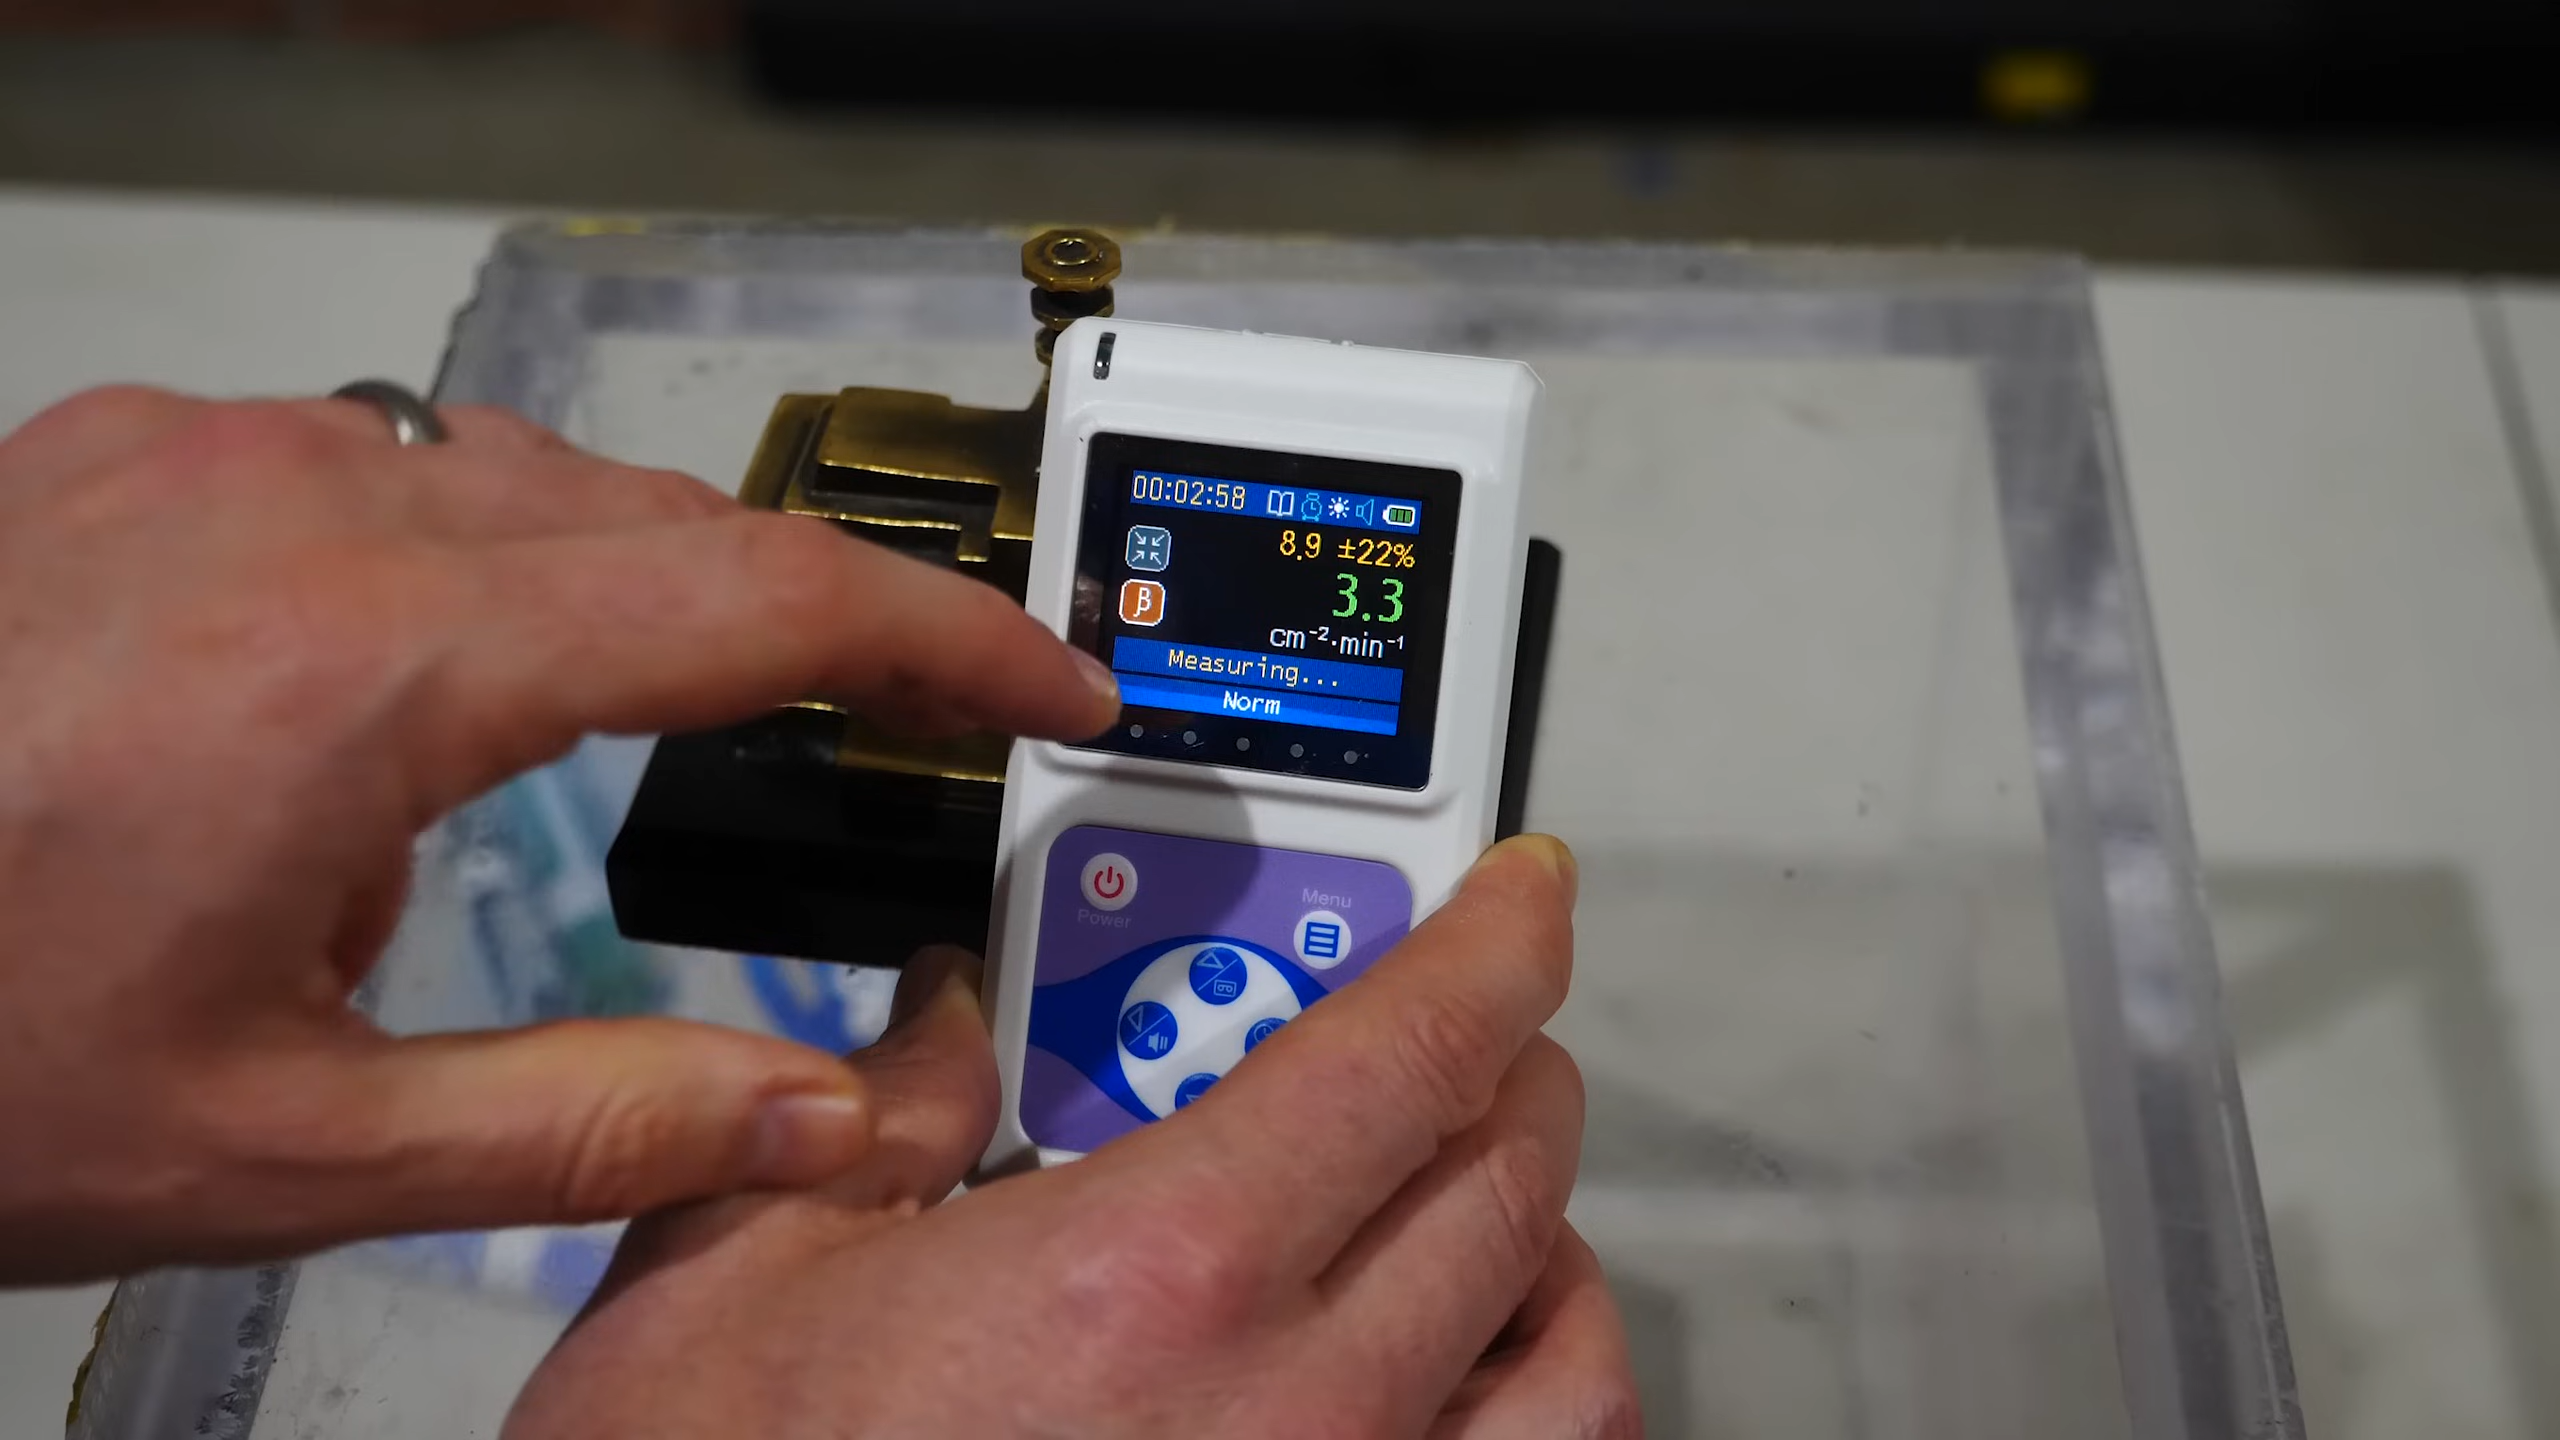 00:02:58
8.9 ±22%
β
3.3
cm⁻²·min⁻¹
Measuring...
Norm
Menu
Power